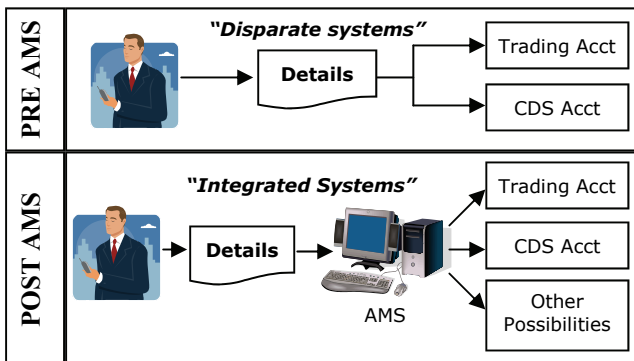 PRE AMS
“Disparate systems”
Details
Trading Acct
CDS Acct
POST AMS
“Integrated Systems”
Details
AMS
Trading Acct
CDS Acct
Other
Possibilities